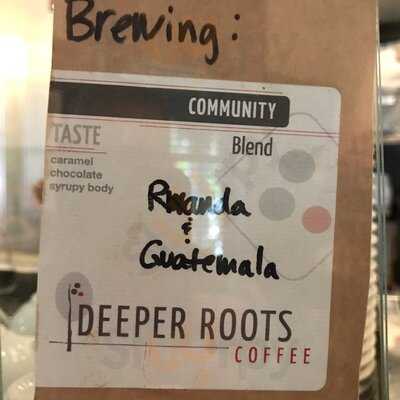 Brewing:
COMMUNITY
TASTE
Blend
caramel
chocolate
syrupy body
Rwanda
&
Guatemala
DEEPER ROOTS
COFFEE